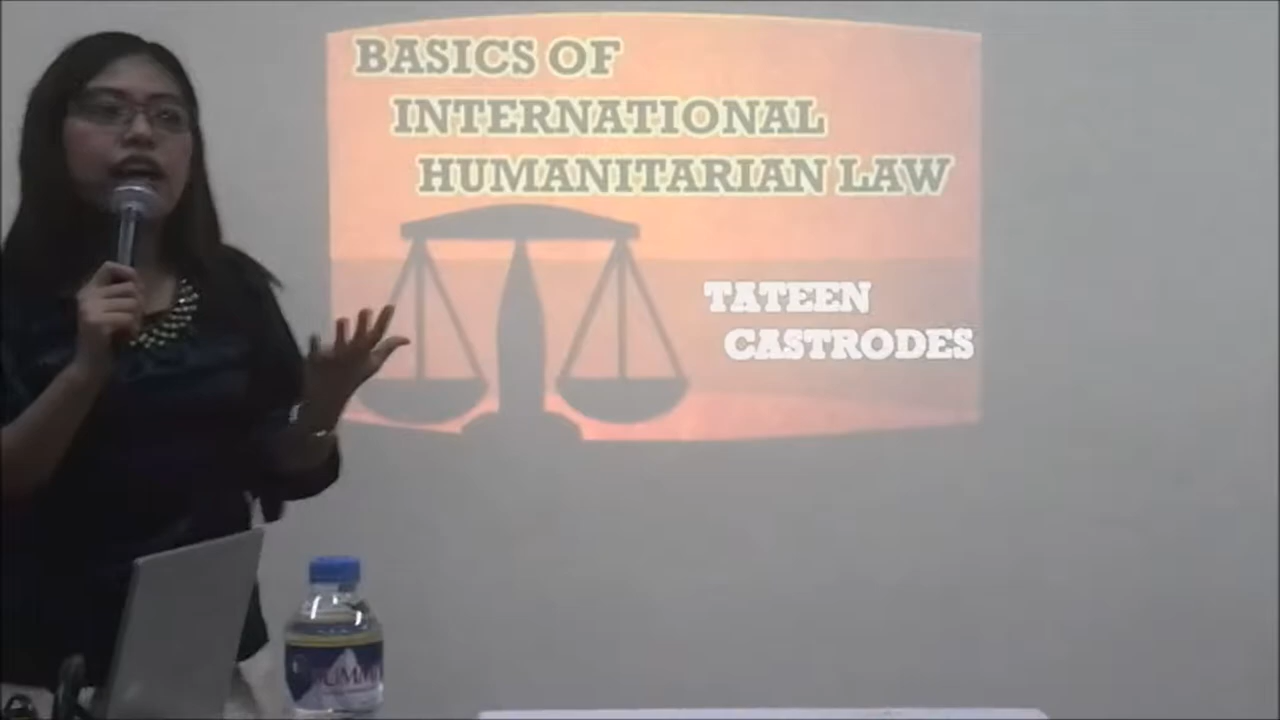 BASICS OF
INTERNATIONAL
HUMANITARIAN LAW
TATEEN
CASTRODES